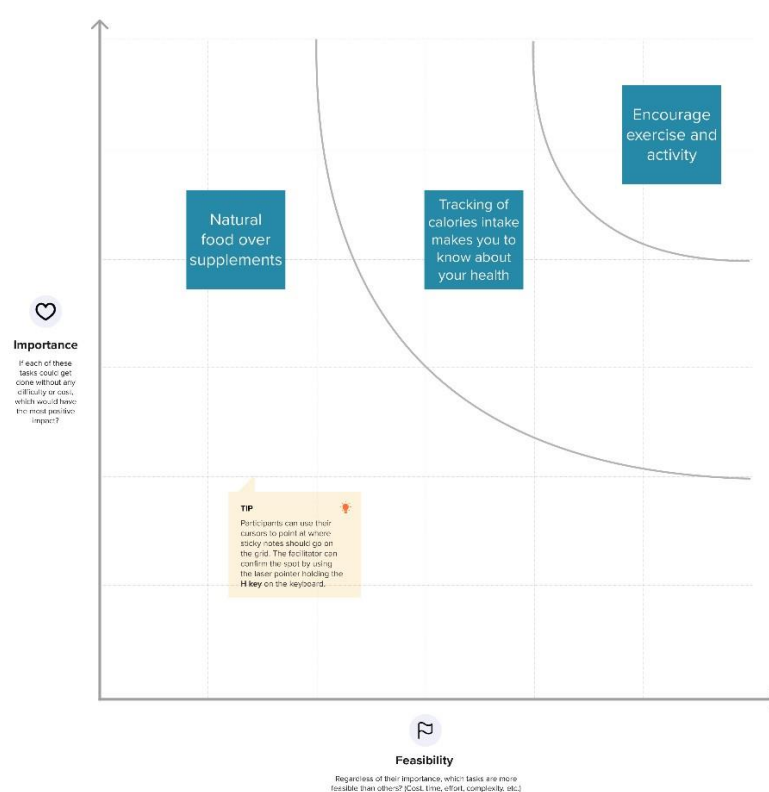 Encourage
exercise and
activity
Natural
food over
supplements
Tracking of
calories intake
makes you to
know about
your health
Importance
If each of these
tasks could get
done without any
difficulty or cost,
which would have
the most positive
impact?
TIP
Participants can use their
cursors to point at where
sticky notes should go on
the grid. The facilitator can
confirm the spot by using
the laser pointer holding the
H key on the keyboard.
Feasibility
Regardless of their importance, which tasks are more
feasible than others? (Cost, time, effort, complexity, etc.)